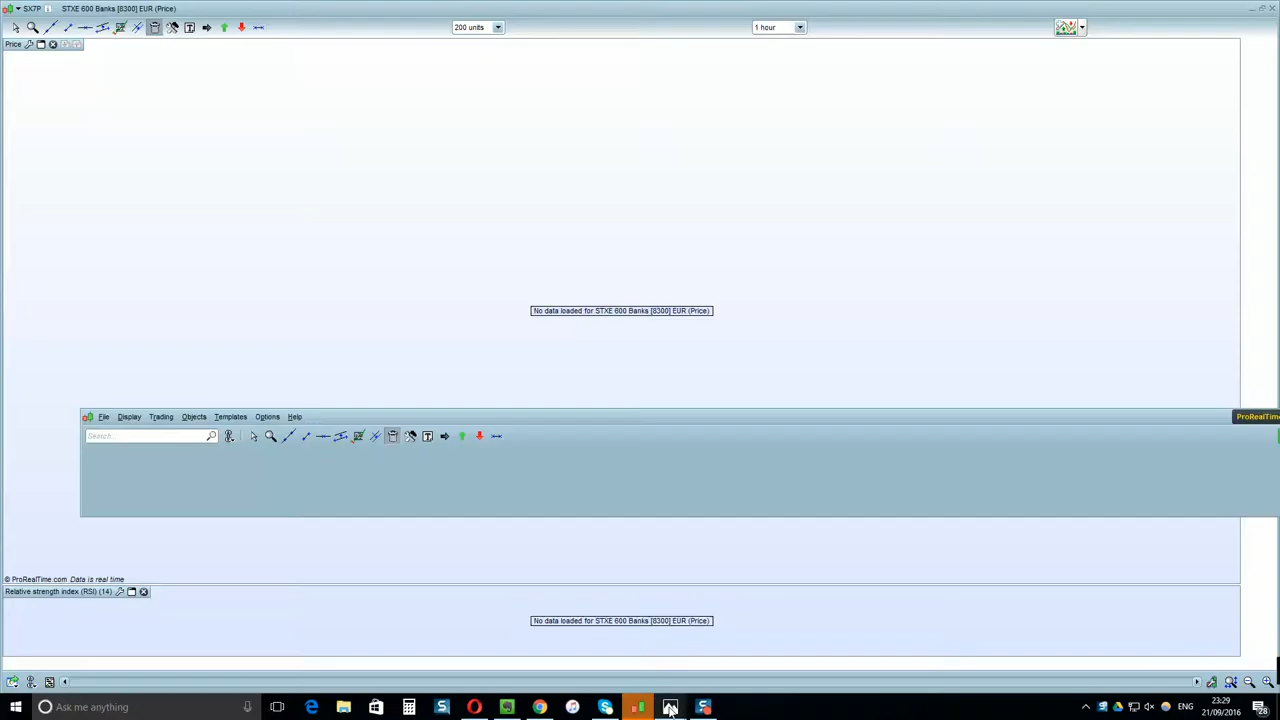 SX7P STXE 600 Banks [8300] EUR (Price)
200 units
1 hour
Price
No data loaded for STXE 600 Banks [8300] EUR (Price)
File Display Trading Objects Templates Options Help
ProRealTime
Search...
© ProRealTime.com Data is real time
Relative strength index (RSI) (14)
No data loaded for STXE 600 Banks [8300] EUR (Price)
Ask me anything
ENG
23:29
21/09/2016
28